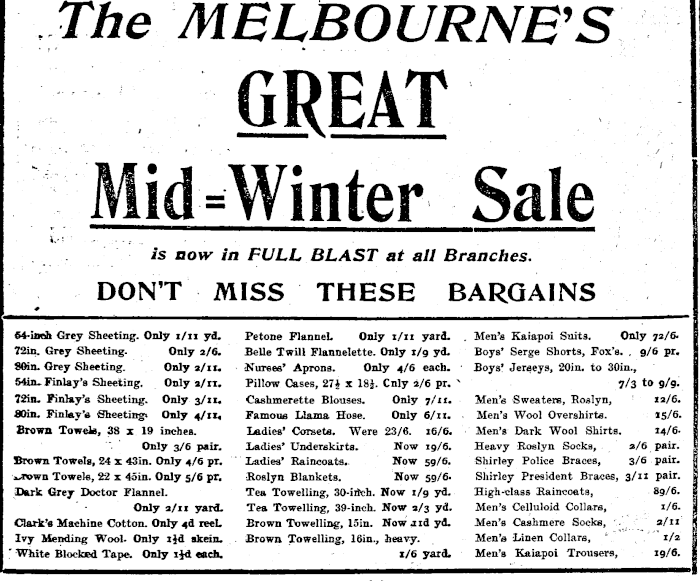 The MELBOURNE'S
GREAT
Mid=Winter Sale
is now in FULL BLAST at all Branches.
DON'T MISS THESE BARGAINS
54-inch Grey Sheeting. Only 1/11 yd.
72in. Grey Sheeting. Only 2/6.
80in. Grey Sheeting. Only 2/11.
54in. Finlay's Sheeting. Only 2/11.
72in. Finlay's Sheeting. Only 3/11.
80in. Finlay's Sheeting. Only 4/11.
Brown Towels, 38 x 19 inches.
Only 3/6 pair.
Brown Towels, 24 x 43in. Only 4/6 pr.
Brown Towels, 22 x 45in. Only 5/6 pr.
Dark Grey Doctor Flannel.
Only 2/11 yard.
Clark's Machine Cotton. Only 4d reel.
Ivy Mending Wool. Only 1½d skein.
White Blocked Tape. Only 1½d each.
Petone Flannel. Only 1/11 yard.
Belle Twill Flannelette. Only 1/9 yd.
Nurses' Aprons. Only 4/6 each.
Pillow Cases, 27½ x 18½. Only 2/6 pr.
Cashmerette Blouses. Only 7/11.
Famous Llama Hose. Only 6/11.
Ladies' Corsets. Were 23/6. 16/6.
Ladies' Underskirts. Now 19/6.
Ladies' Raincoats. Now 59/6.
Roslyn Blankets. Now 59/6.
Tea Towelling, 30-inch. Now 1/9 yd.
Tea Towelling, 39-inch. Now 2/3 yd.
Brown Towelling, 15in. Now 11d yd.
Brown Towelling, 16in., heavy.
1/6 yard.
Men's Kaiapoi Suits. Only 72/6.
Boys' Serge Shorts, Fox's. 9/6 pr.
Boys' Jerseys, 20in. to 30in.,
7/3 to 9/9.
Men's Sweaters, Roslyn, 12/6.
Men's Wool Overshirts. 15/6.
Men's Dark Wool Shirts. 14/6.
Heavy Roslyn Socks, 2/6 pair.
Shirley Police Braces, 3/6 pair.
Shirley President Braces, 3/11 pair.
High-class Raincoats, 89/6.
Men's Celluloid Collars, 1/6.
Men's Cashmere Socks, 2/11
Men's Linen Collars, 1/2
Men's Kaiapoi Trousers, 19/6.